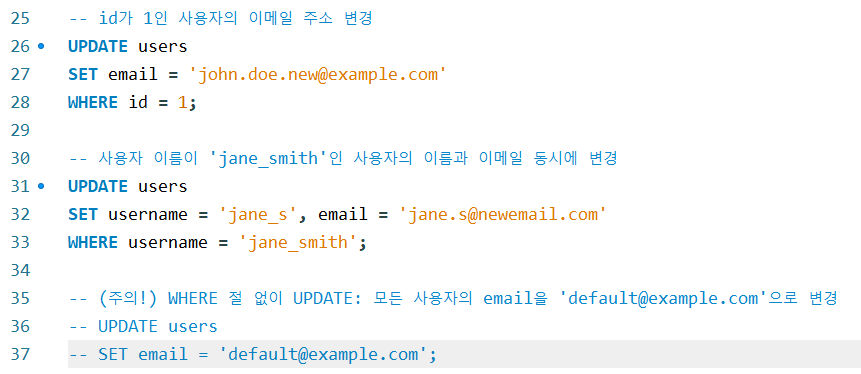 25 -- id가 1인 사용자의 이메일 주소 변경
26 UPDATE users
27 SET email = 'john.doe.new@example.com'
28 WHERE id = 1;
29
30 -- 사용자 이름이 'jane_smith'인 사용자의 이름과 이메일 동시에 변경
31 UPDATE users
32 SET username = 'jane_s', email = 'jane.s@newemail.com'
33 WHERE username = 'jane_smith';
34
35 -- (주의!) WHERE 절 없이 UPDATE: 모든 사용자의 email을 'default@example.com'으로 변경
36 -- UPDATE users
37 -- SET email = 'default@example.com';